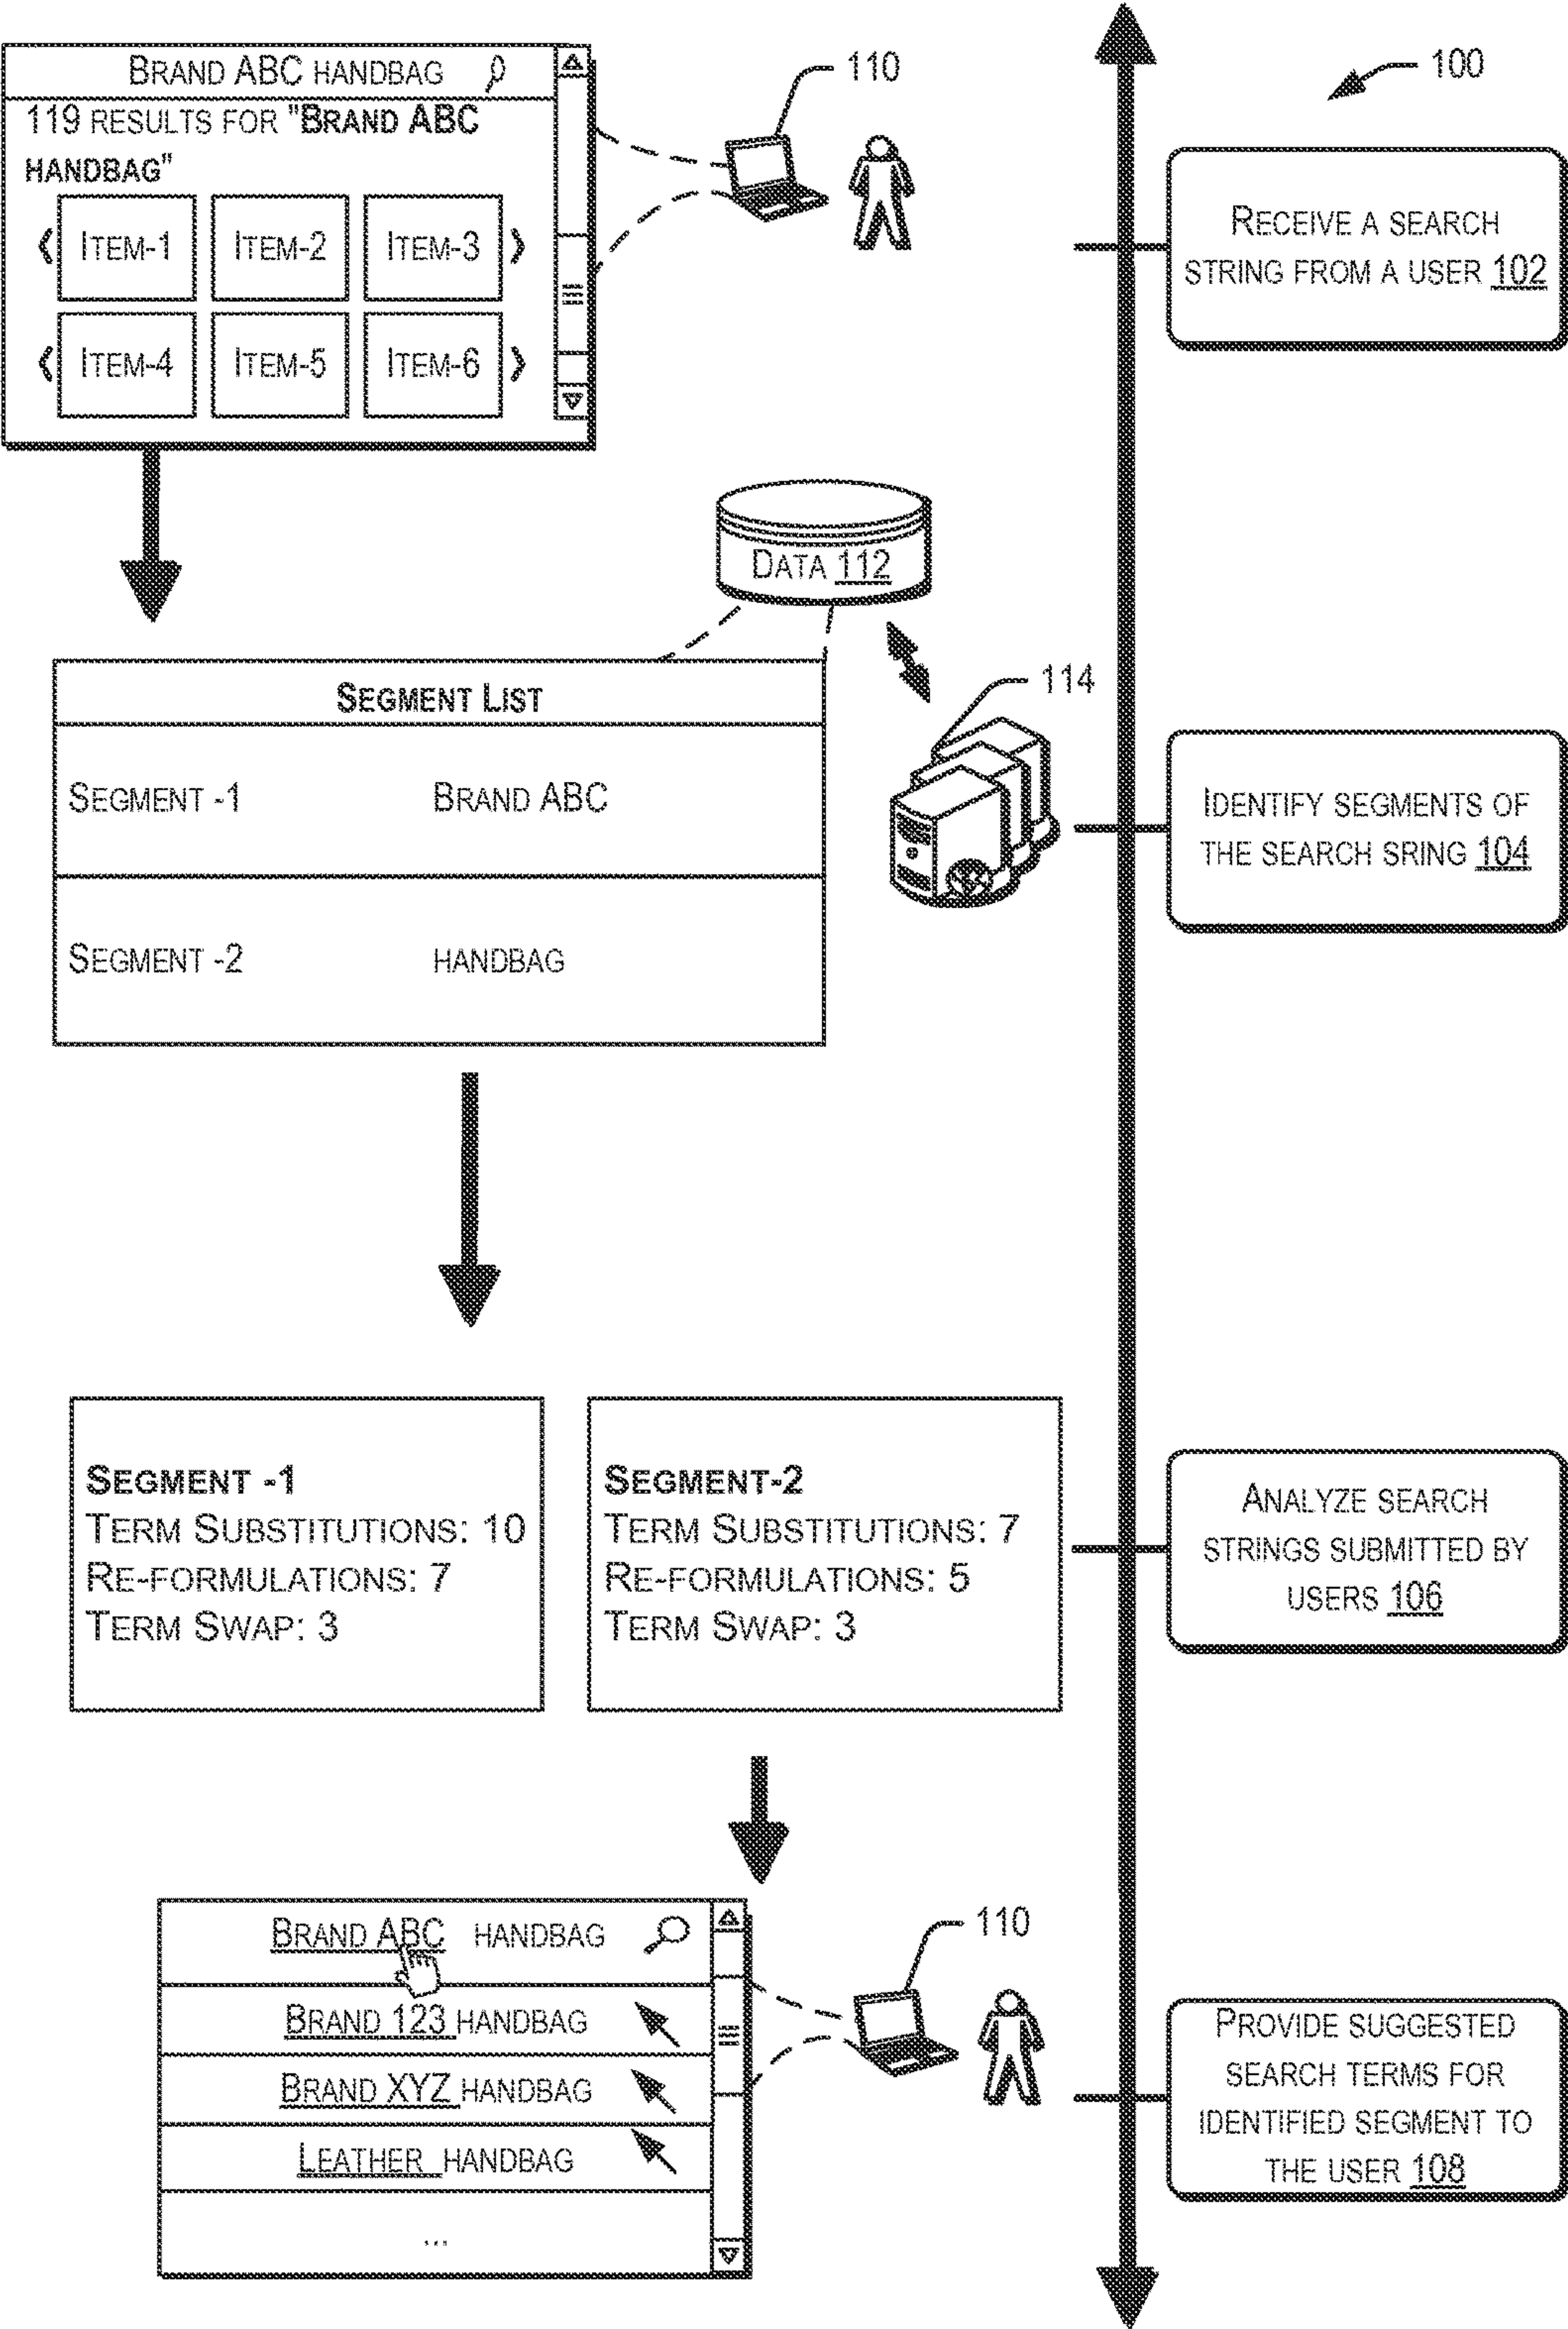 BRAND ABC HANDBAG
119 RESULTS FOR "BRAND ABC
HANDBAG"
ITEM-1 ITEM-2 ITEM-3
ITEM-4 ITEM-5 ITEM-6
110
100
RECEIVE A SEARCH
STRING FROM A USER 102
DATA 112
114
SEGMENT LIST
SEGMENT -1 BRAND ABC
SEGMENT -2 HANDBAG
IDENTIFY SEGMENTS OF
THE SEARCH SRING 104
SEGMENT -1
TERM SUBSTITUTIONS: 10
RE-FORMULATIONS: 7
TERM SWAP: 3
SEGMENT-2
TERM SUBSTITUTIONS: 7
RE-FORMULATIONS: 5
TERM SWAP: 3
ANALYZE SEARCH
STRINGS SUBMITTED BY
USERS 106
BRAND ABC HANDBAG
BRAND 123 HANDBAG
BRAND XYZ HANDBAG
LEATHER HANDBAG
...
110
PROVIDE SUGGESTED
SEARCH TERMS FOR
IDENTIFIED SEGMENT TO
THE USER 108